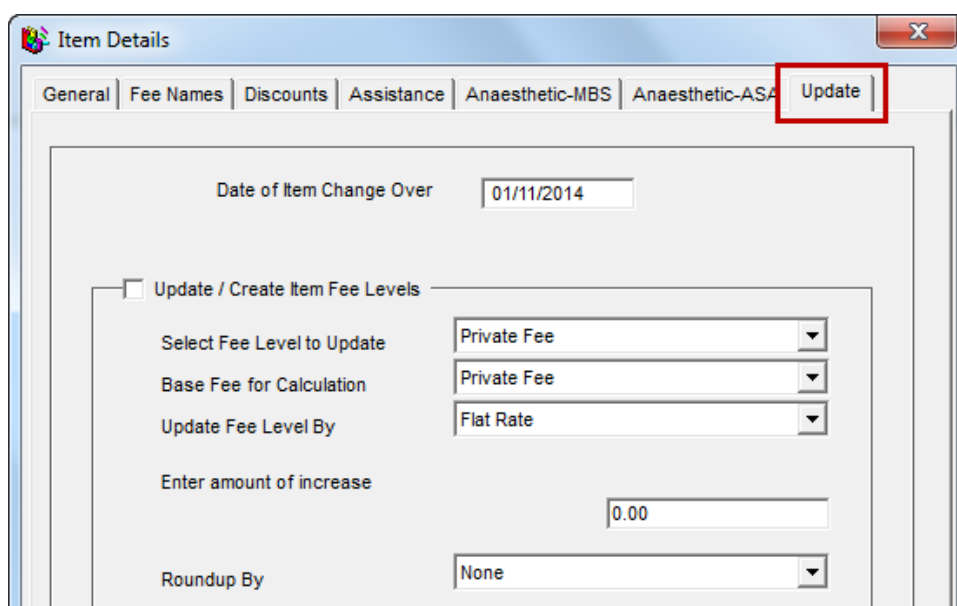 Item Details
General Fee Names Discounts Assistance Anaesthetic-MBS Anaesthetic-ASA Update
Date of Item Change Over 01/11/2014
Update / Create Item Fee Levels
Select Fee Level to Update Private Fee
Base Fee for Calculation Private Fee
Update Fee Level By Flat Rate
Enter amount of increase
0.00
Roundup By None